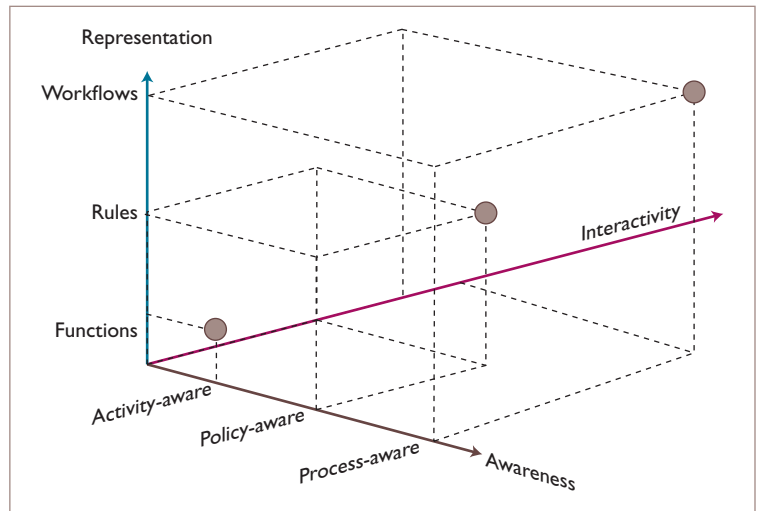 Representation
Workflows
Rules
Interactivity
Functions
Activity-aware
Policy-aware
Process-aware
Awareness